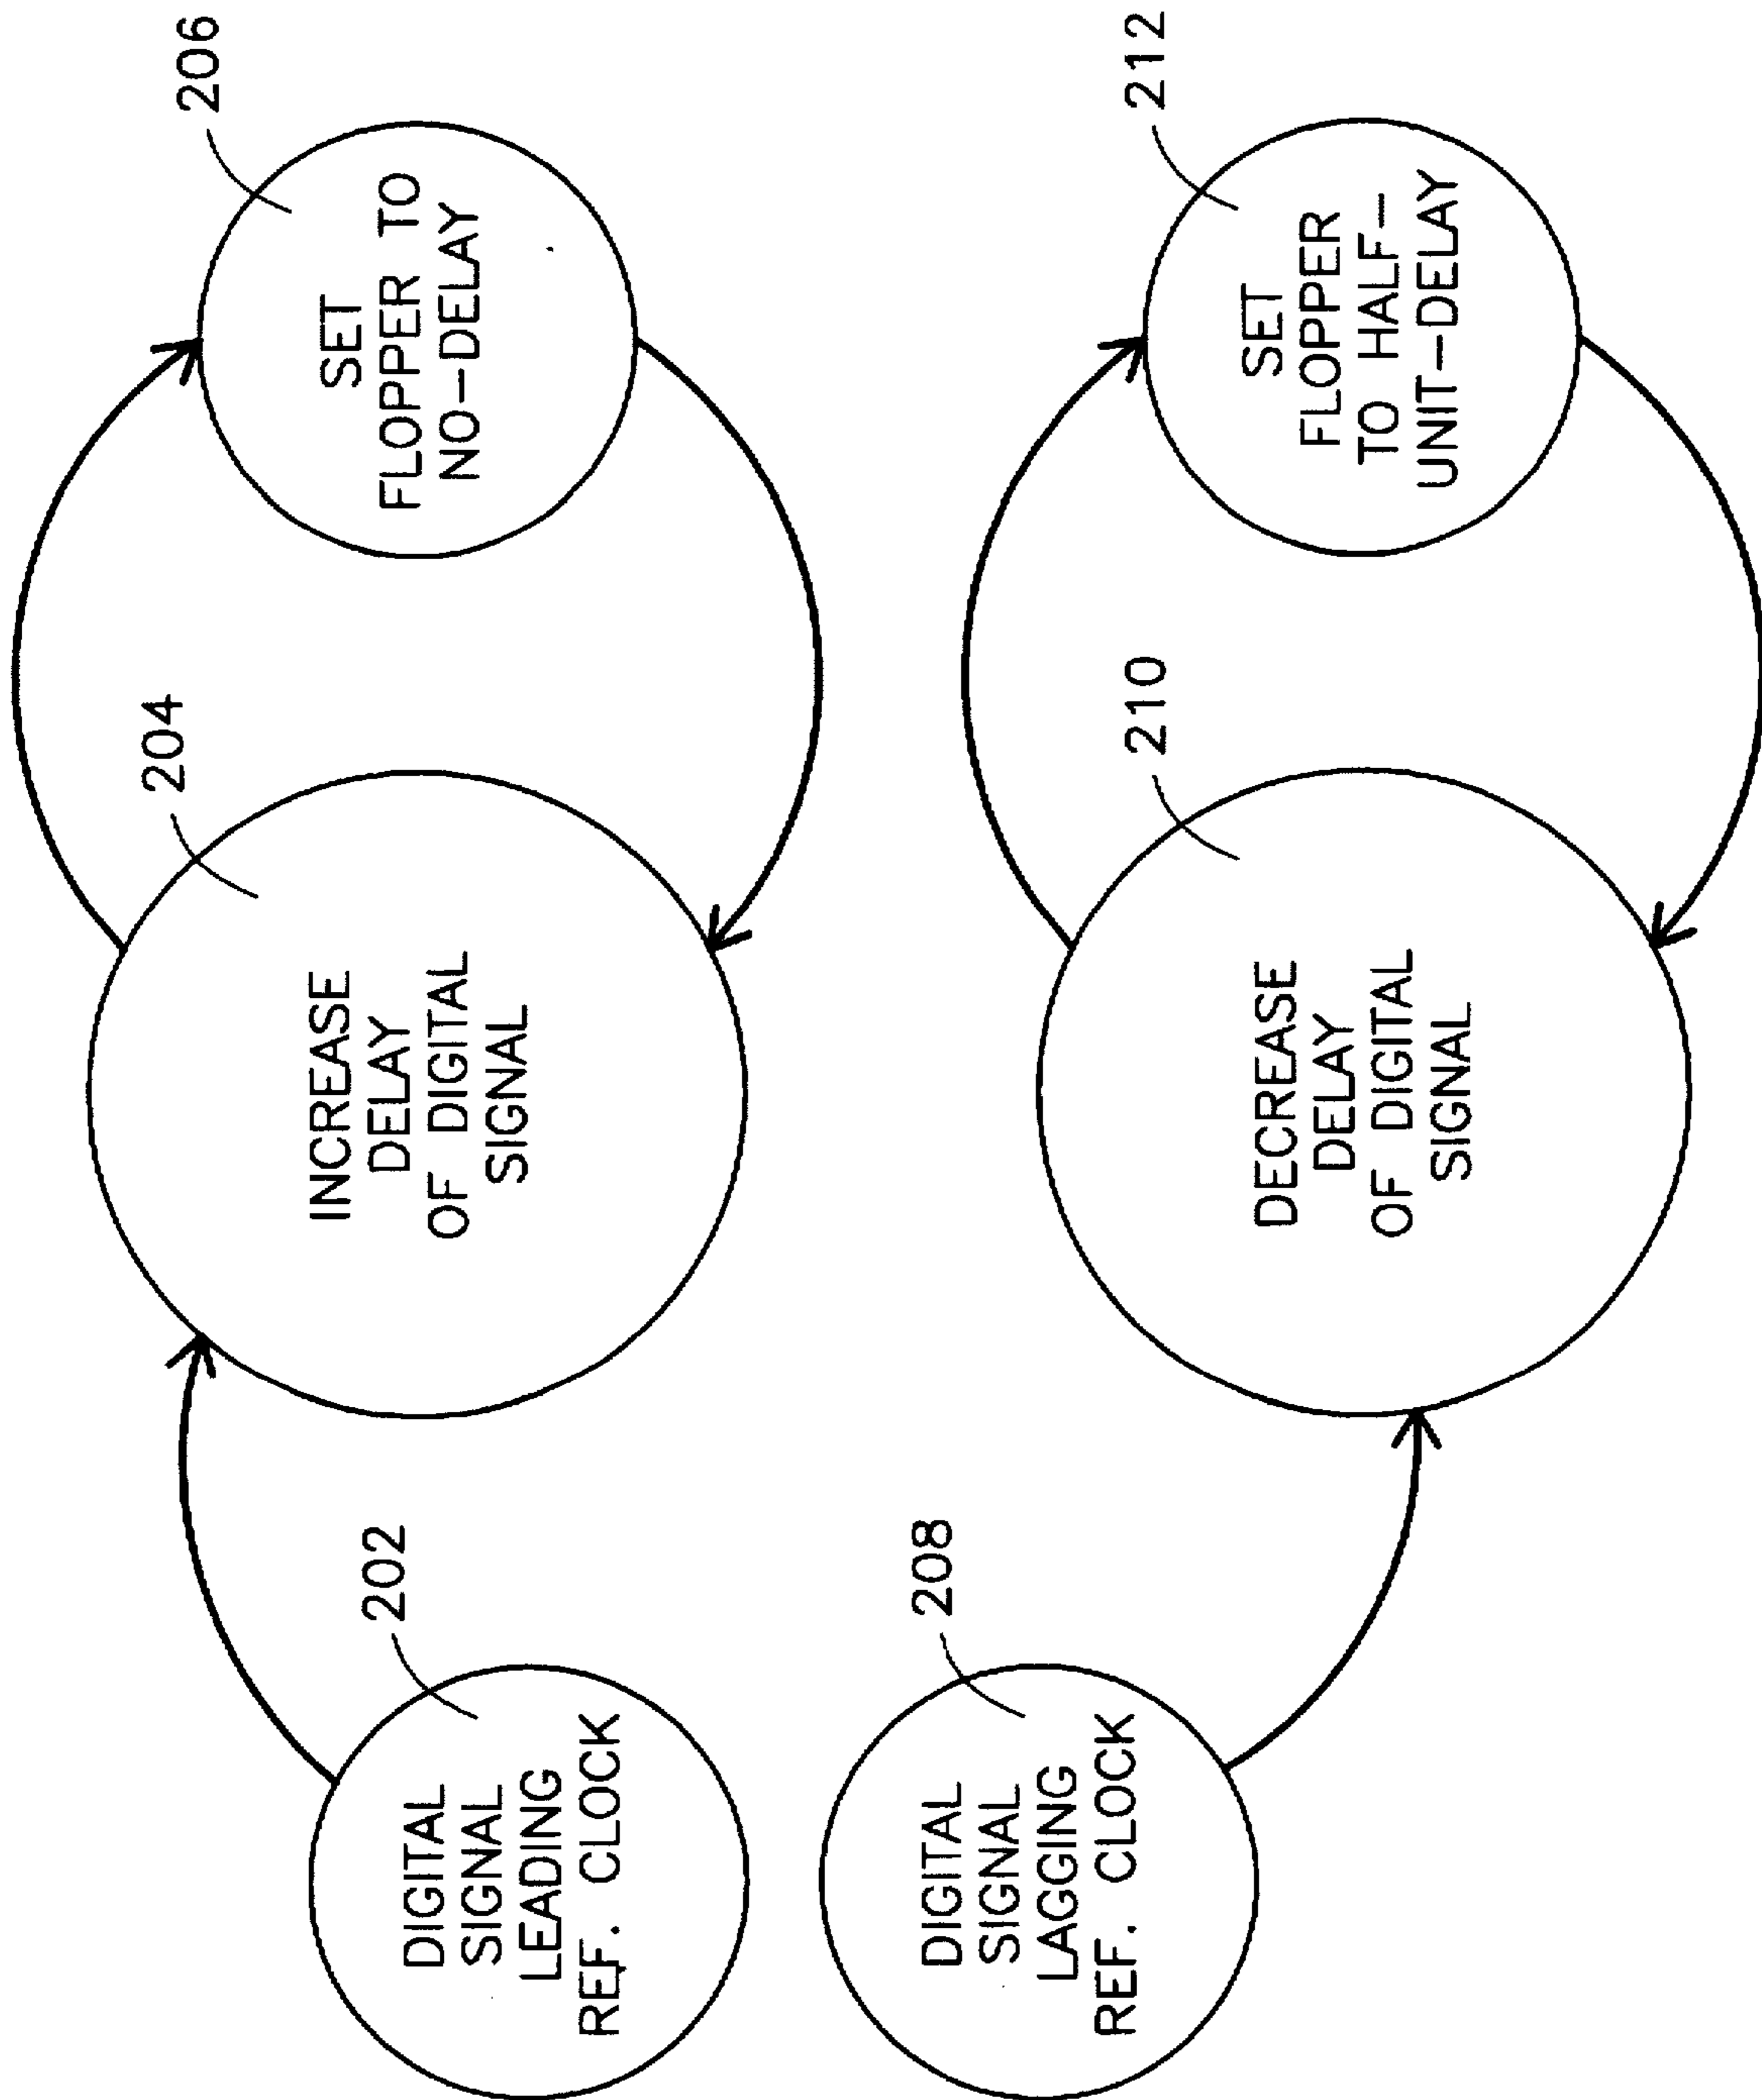 202
DIGITAL
SIGNAL
LEADING
REF. CLOCK
204
INCREASE
DELAY
OF DIGITAL
SIGNAL
206
SET
FLOPPER TO
NO-DELAY
208
DIGITAL
SIGNAL
LAGGING
REF. CLOCK
210
DECREASE
DELAY
OF DIGITAL
SIGNAL
212
SET
FLOPPER
TO HALF-
UNIT-DELAY